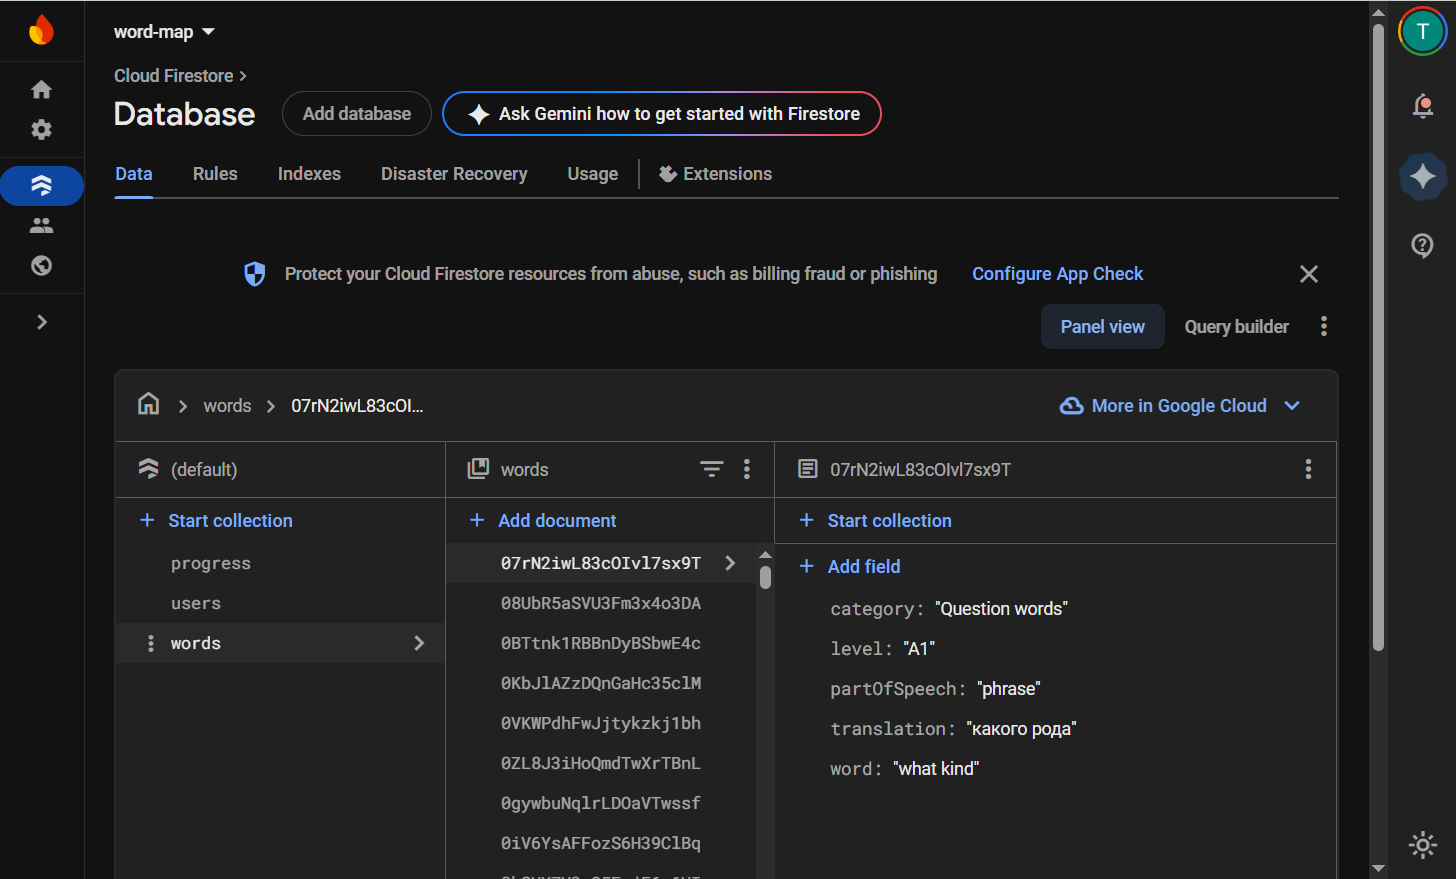 word-map
T
Cloud Firestore
Database
Add database
Ask Gemini how to get started with Firestore
Data
Rules
Indexes
Disaster Recovery
Usage
Extensions
Protect your Cloud Firestore resources from abuse, such as billing fraud or phishing
Configure App Check
Panel view
Query builder
words
07rN2iwL83cOI...
More in Google Cloud
(default)
Start collection
progress
users
words
words
Add document
07rN2iwL83cOIvl7sx9T
08UbR5aSVU3Fm3x4o3DA
0BTtnk1RBBnDyBSbwE4c
0KbJlAZzDQnGaHc35clM
0VKWPdhFwJjtykzkj1bh
0ZL8J3iHoQmdTwXrTBnL
0gywbuNqlrLDOaVTwssf
0iV6YsAFFozS6H39ClBq
07rN2iwL83cOIvl7sx9T
Start collection
Add field
category: "Question words"
level: "A1"
partOfSpeech: "phrase"
translation: "какого рода"
word: "what kind"